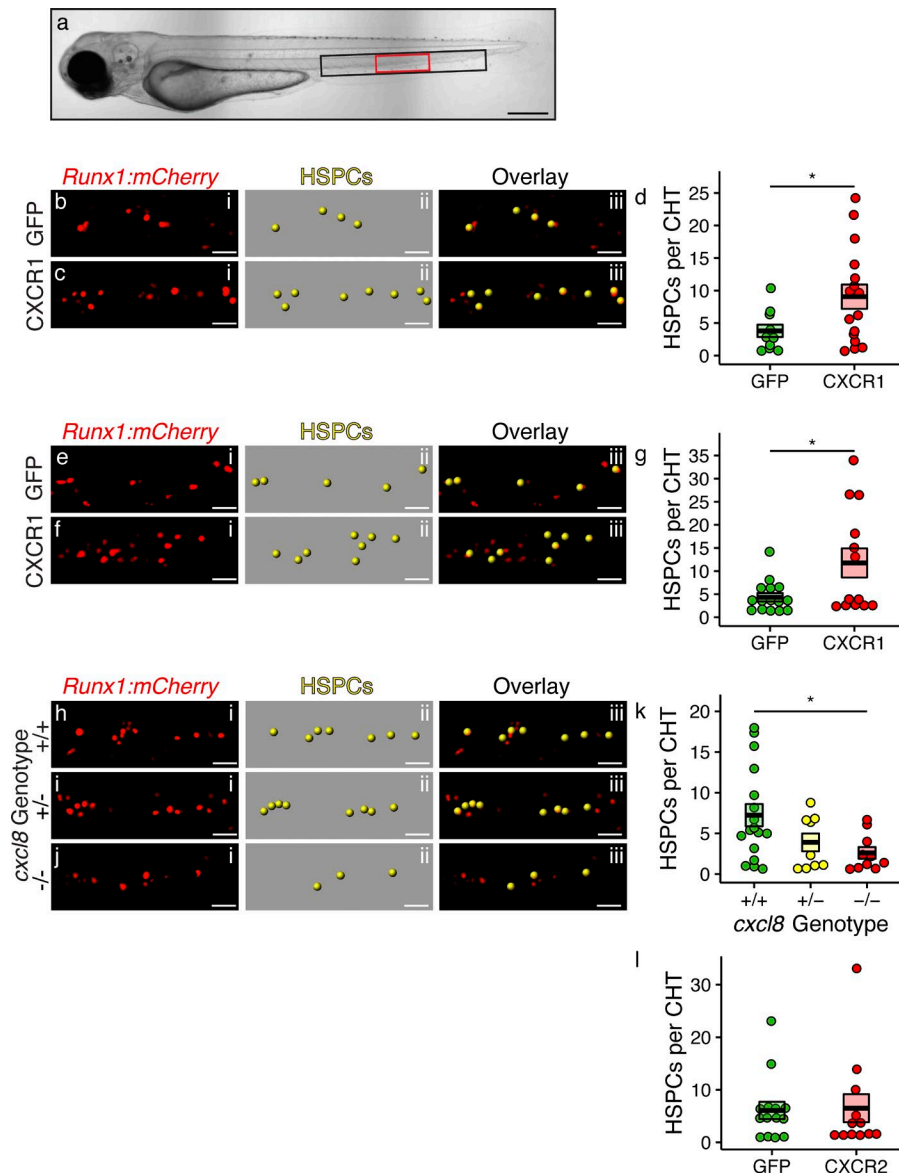 a
Runx1:mCherry HSPCs Overlay
b GFP i ii iii
c CXCR1 i ii iii
d
HSPCs per CHT
25
20
15
10
5
0
*
GFP CXCR1
Runx1:mCherry HSPCs Overlay
e GFP i ii iii
f CXCR1 i ii iii
g
HSPCs per CHT
35
30
25
20
15
10
5
0
*
GFP CXCR1
Runx1:mCherry HSPCs Overlay
cxcl8 Genotype
h +/+ i ii iii
i +/- i ii iii
j -/- i ii iii
k
HSPCs per CHT
20
15
10
5
0
*
+/+ +/− −/−
cxcl8 Genotype
l
HSPCs per CHT
30
20
10
0
GFP CXCR2